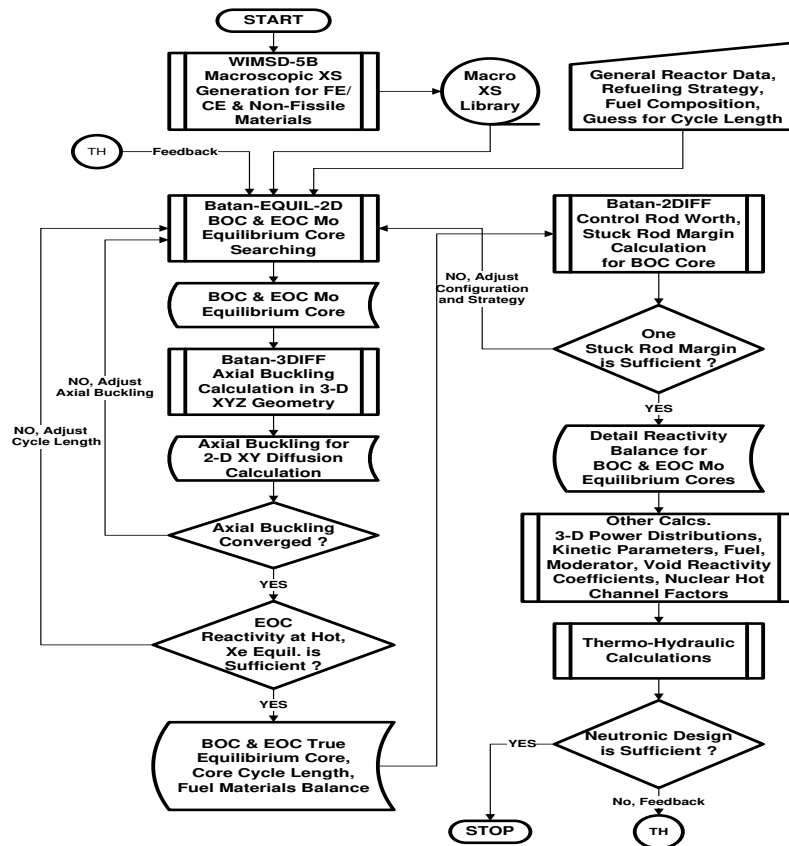 START
WIMSD-5B
Macroscopic XS
Generation for FE/
CE & Non-Fissile
Materials
Macro
XS
Library
General Reactor Data,
Refueling Strategy,
Fuel Composition,
Guess for Cycle Length
TH
Feedback
Batan-EQUIL-2D
BOC & EOC Mo
Equilibrium Core
Searching
BOC & EOC Mo
Equilibrium Core
Batan-3DIFF
Axial Buckling
Calculation in 3-D
XYZ Geometry
NO, Adjust
Axial Buckling
NO, Adjust
Cycle Length
Axial Buckling for
2-D XY Diffusion
Calculation
Axial Buckling
Converged ?
YES
EOC
Reactivity at Hot,
Xe Equil. is
Sufficient ?
YES
BOC & EOC True
Equilibirium Core,
Core Cycle Length,
Fuel Materials Balance
Batan-2DIFF
Control Rod Worth,
Stuck Rod Margin
Calculation
for BOC Core
NO, Adjust
Configuration
and Strategy
One
Stuck Rod Margin
is Sufficient ?
YES
Detail Reactivity
Balance for
BOC & EOC Mo
Equilibrium Cores
Other Calcs.
3-D Power Distributions,
Kinetic Parameters, Fuel,
Moderator, Void Reactivity
Coefficients, Nuclear Hot
Channel Factors
Thermo-Hydraulic
Calculations
Neutronic Design
is Sufficient ?
YES
No, Feedback
STOP
TH